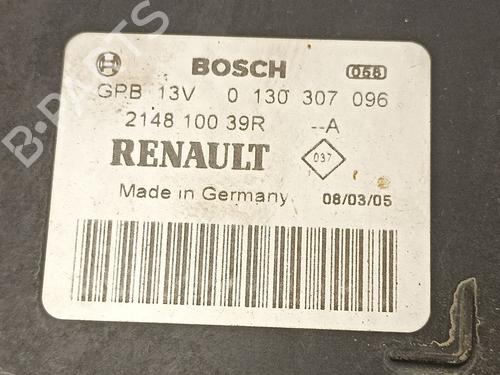 BOSCH 058
GPB 13V 0 130 307 096
2148 100 39R --A
RENAULT 037
Made in Germany 08/03/05
B-PARTS